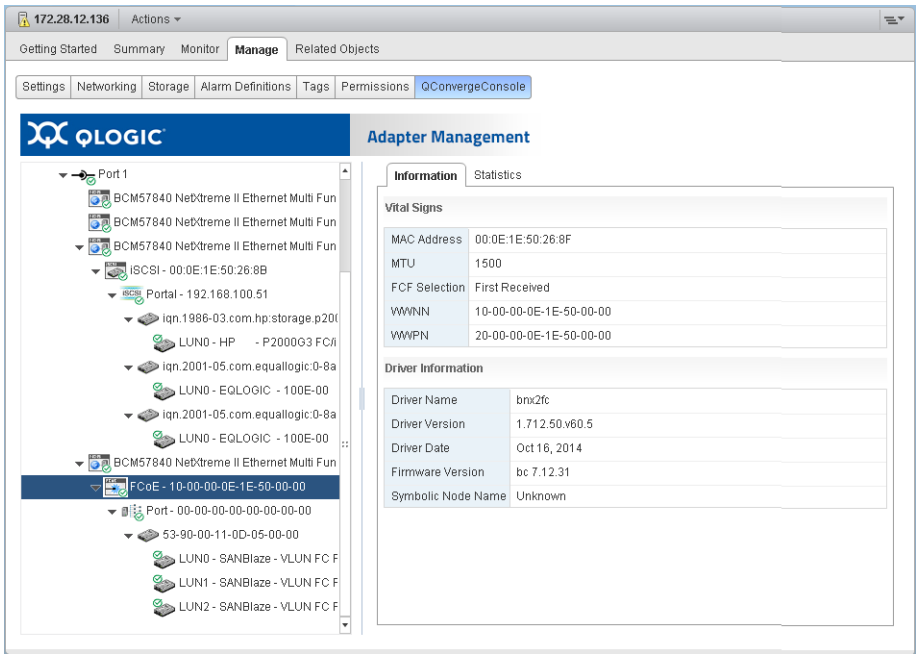 172.28.12.136 Actions
Getting Started Summary Monitor Manage Related Objects
Settings Networking Storage Alarm Definitions Tags Permissions QConvergeConsole
QLOGIC Adapter Management
Port 1
BCM57840 NetXtreme II Ethernet Multi Fun
BCM57840 NetXtreme II Ethernet Multi Fun
BCM57840 NetXtreme II Ethernet Multi Fun
iSCSI - 00:0E:1E:50:26:8B
iSCSI Portal - 192.168.100.51
iqn.1986-03.com.hp:storage.p20(
LUN0 - HP - P2000G3 FC/i
iqn.2001-05.com.equallogic:0-8a
LUN0 - EQLOGIC - 100E-00
iqn.2001-05.com.equallogic:0-8a
LUN0 - EQLOGIC - 100E-00
BCM57840 NetXtreme II Ethernet Multi Fun
FCoE - 10-00-00-0E-1E-50-00-00
Port - 00-00-00-00-00-00-00-00
53-90-00-11-0D-05-00-00
LUN0 - SANBlaze - VLUN FC F
LUN1 - SANBlaze - VLUN FC F
LUN2 - SANBlaze - VLUN FC F
Information Statistics
Vital Signs
MAC Address 00:0E:1E:50:26:8F
MTU 1500
FCF Selection First Received
WWNN 10-00-00-0E-1E-50-00-00
WWPN 20-00-00-0E-1E-50-00-00
Driver Information
Driver Name bnx2fc
Driver Version 1.712.50.v60.5
Driver Date Oct 16, 2014
Firmware Version bc 7.12.31
Symbolic Node Name Unknown